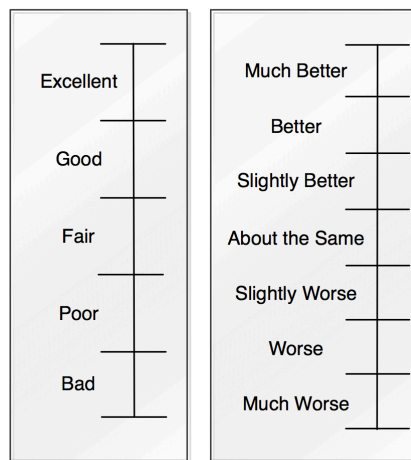 Excellent
Good
Fair
Poor
Bad
Much Better
Better
Slightly Better
About the Same
Slightly Worse
Worse
Much Worse